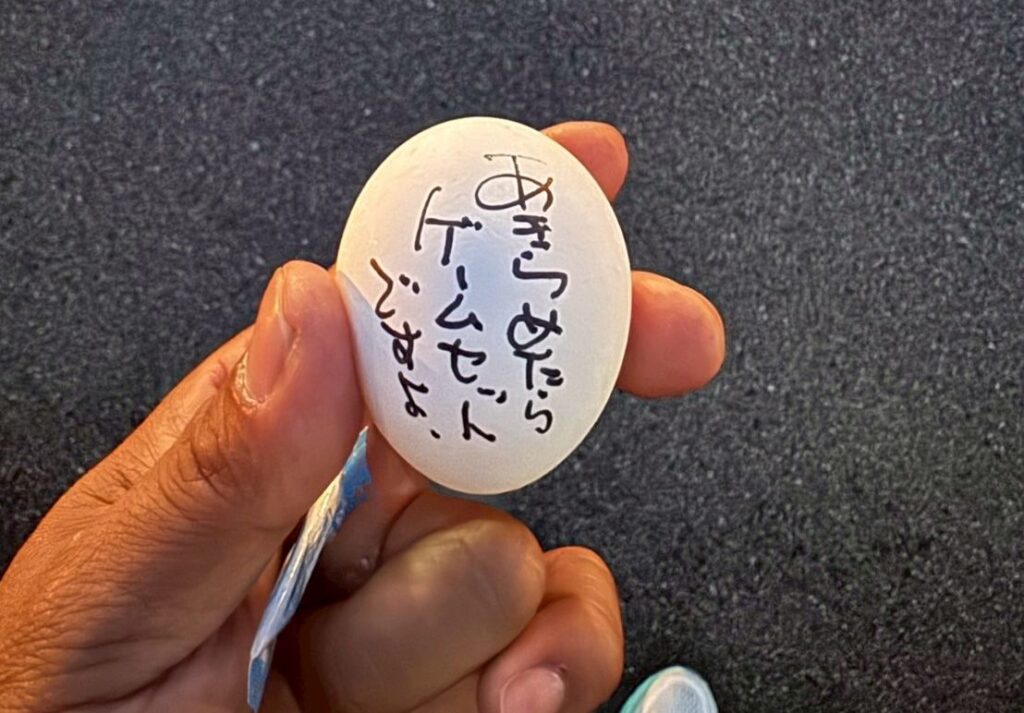 あきらめたら
ゲームセット
ですよ.